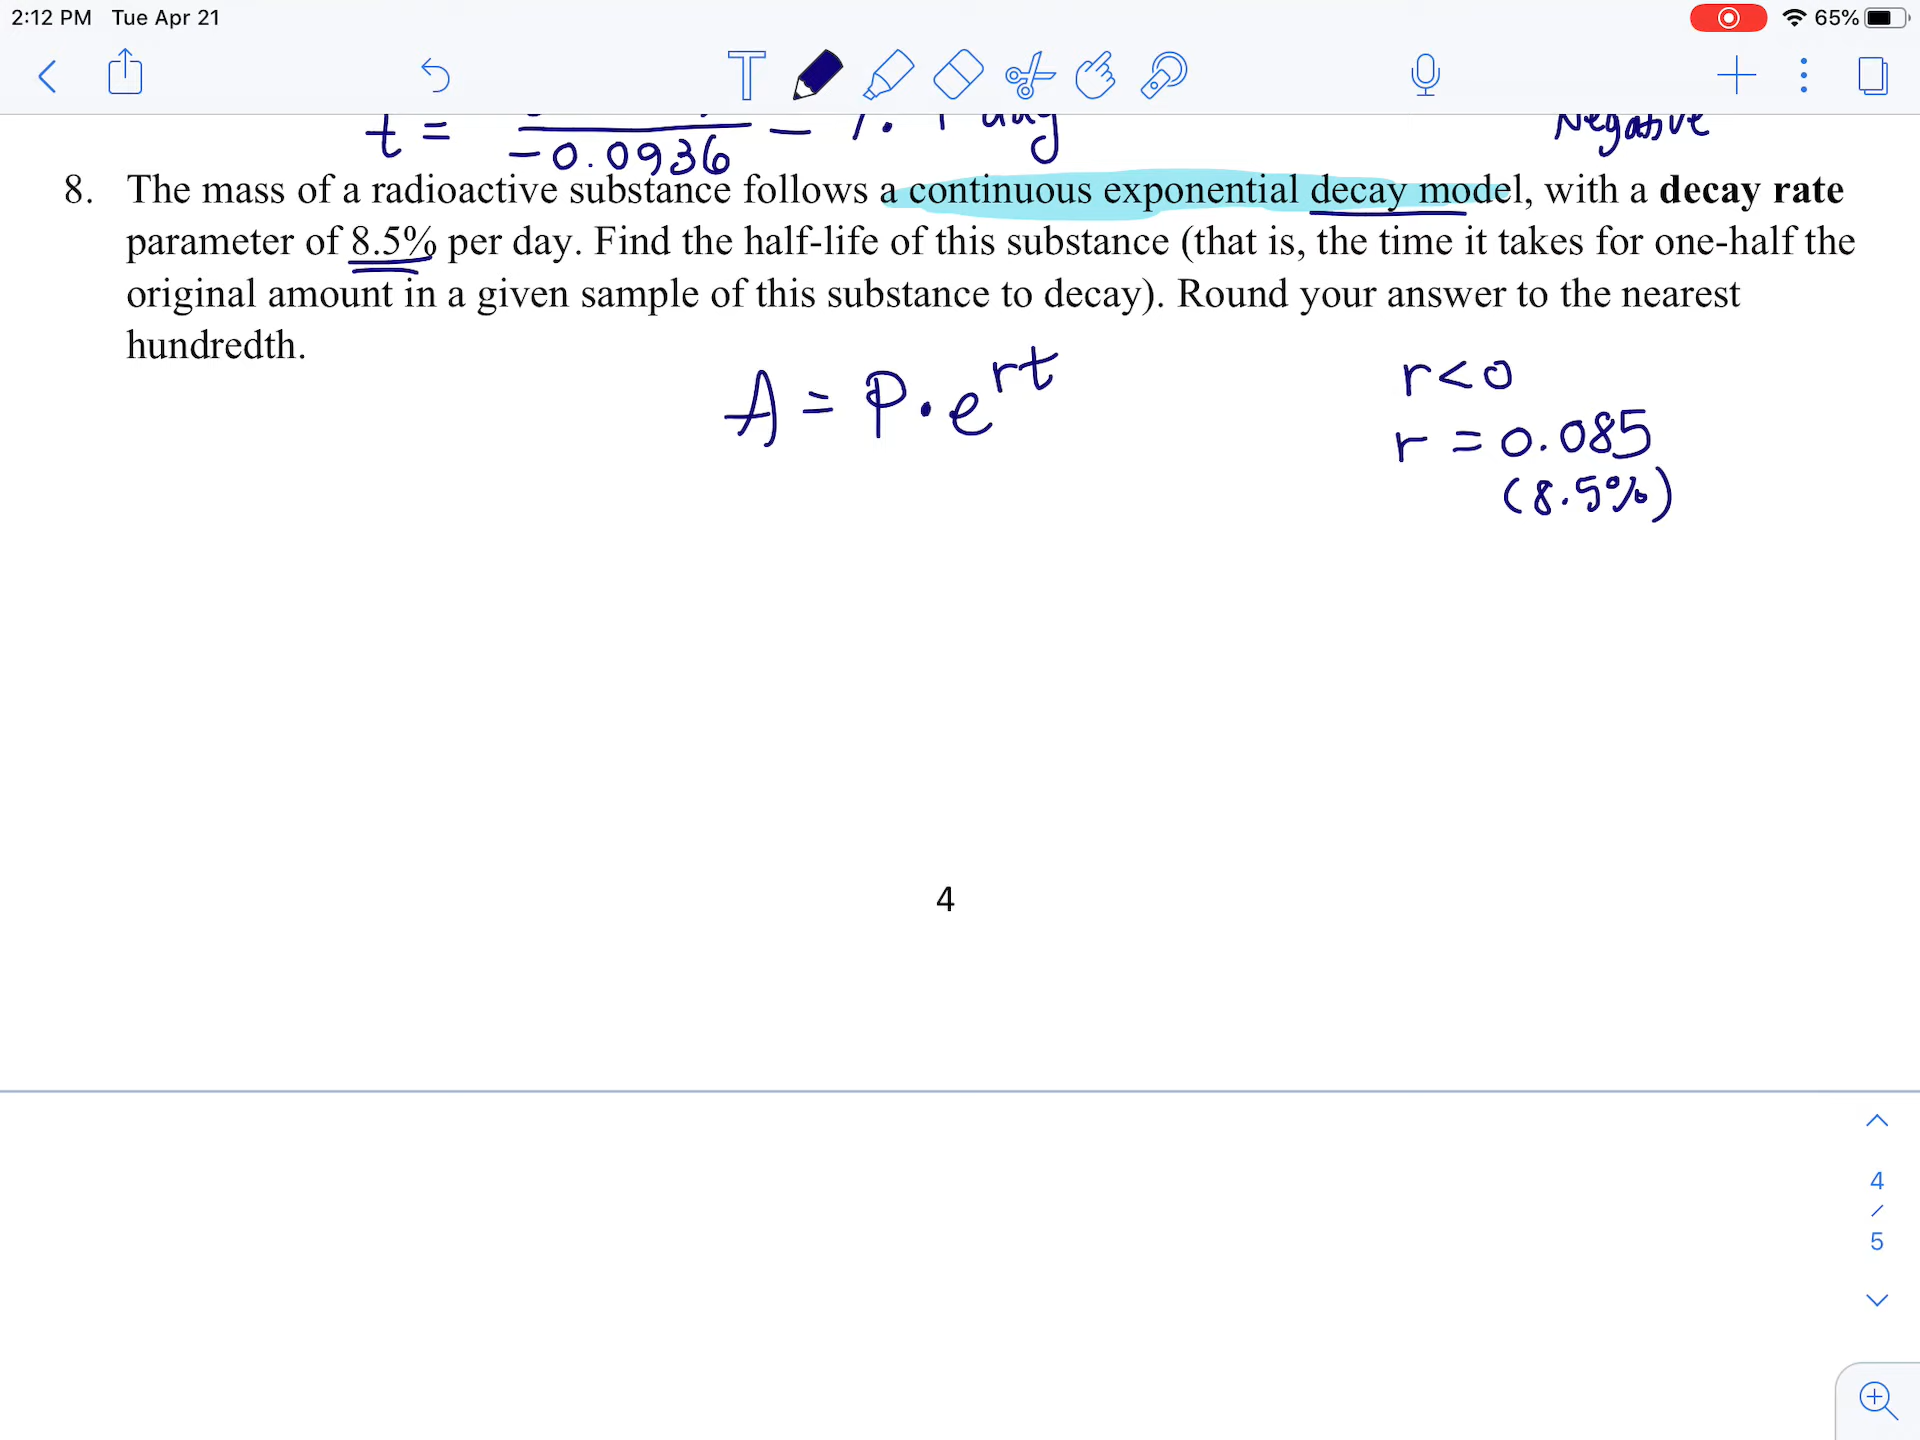 2:12 PM Tue Apr 21
65%
T
t =
-0.0936
Negative
8. The mass of a radioactive substance follows a continuous exponential decay model, with a decay rate
parameter of 8.5% per day. Find the half-life of this substance (that is, the time it takes for one-half the
original amount in a given sample of this substance to decay). Round your answer to the nearest
hundredth.
A = P · e^rt
r < 0
r = 0.085
(8.5%)
4
4
/
5